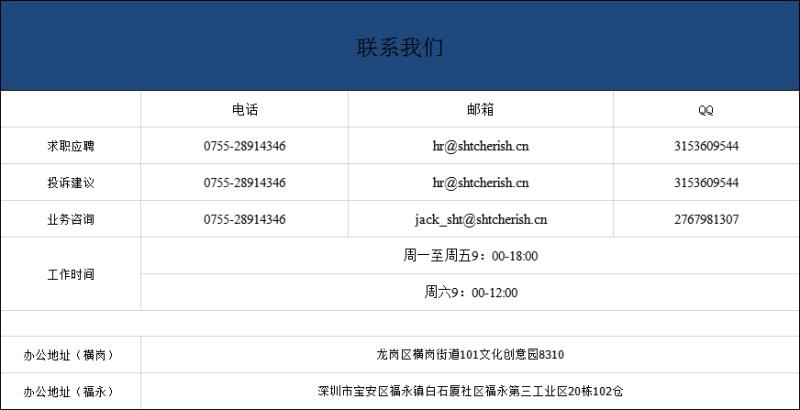 联系我们
电话 邮箱 QQ
求职应聘 0755-28914346 hr@shtcherish.cn 3153609544
投诉建议 0755-28914346 hr@shtcherish.cn 3153609544
业务咨询 0755-28914346 jack_sht@shtcherish.cn 2767981307
工作时间
周一至周五9：00-18:00
周六9：00-12:00
办公地址（横岗） 龙岗区横岗街道101文化创意园8310
办公地址（福永） 深圳市宝安区福永镇白石厦社区福永第三工业区20栋102仓